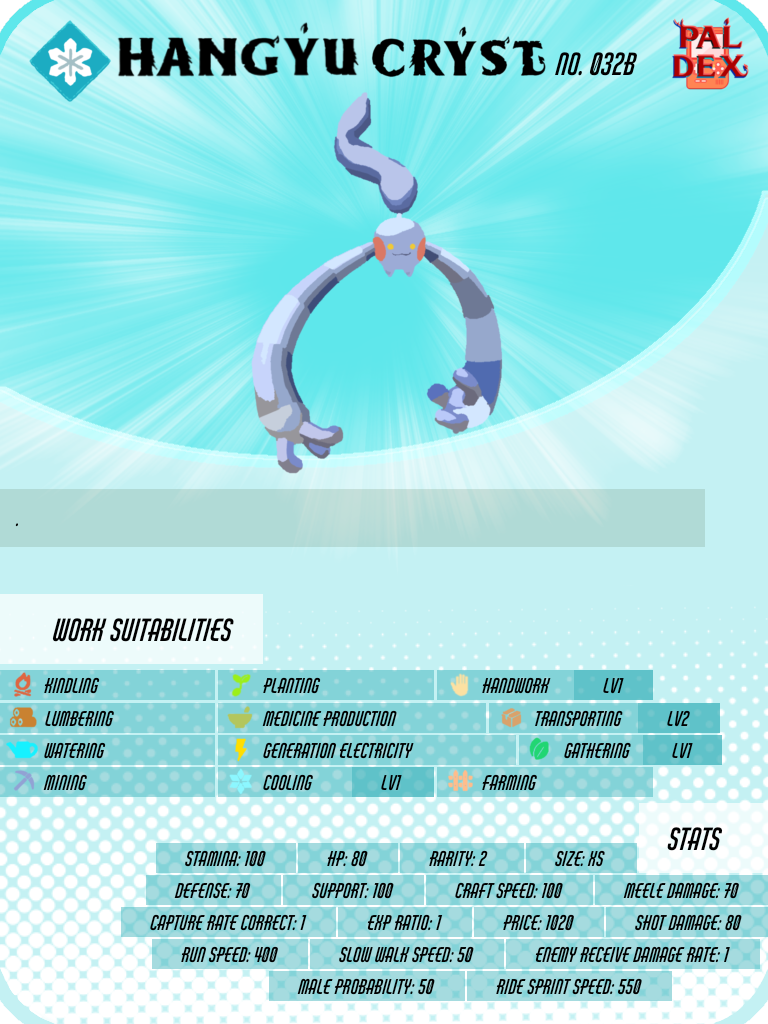 HANGYU CRYST NO. 032B
PAL
DEX
.
WORK SUITABILITIES
KINDLING PLANTING HANDWORK LV1
LUMBERING MEDICINE PRODUCTION TRANSPORTING LV2
WATERING GENERATION ELECTRICITY GATHERING LV1
MINING COOLING LV1 FARMING
STATS
STAMINA: 100 HP: 80 RARITY: 2 SIZE: XS
DEFENSE: 70 SUPPORT: 100 CRAFT SPEED: 100 MEELE DAMAGE: 70
CAPTURE RATE CORRECT: 1 EXP RATIO: 1 PRICE: 1020 SHOT DAMAGE: 80
RUN SPEED: 400 SLOW WALK SPEED: 50 ENEMY RECEIVE DAMAGE RATE: 1
MALE PROBABILITY: 50 RIDE SPRINT SPEED: 550